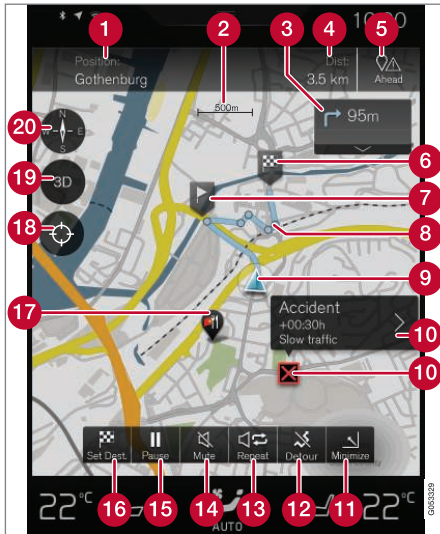 10:20
1
2
3
4
5
Position:
Gothenburg
Dist:
3.5 km
Ahead
500m
95m
20
N
W
E
S
19
3D
18
6
7
8
9
17
Accident
+00:30h
Slow traffic
10
10
Set Dest.
Pause
Mute
Repeat
Detour
Minimize
16
15
14
13
12
11
22°C
AUTO
22°C
G053329